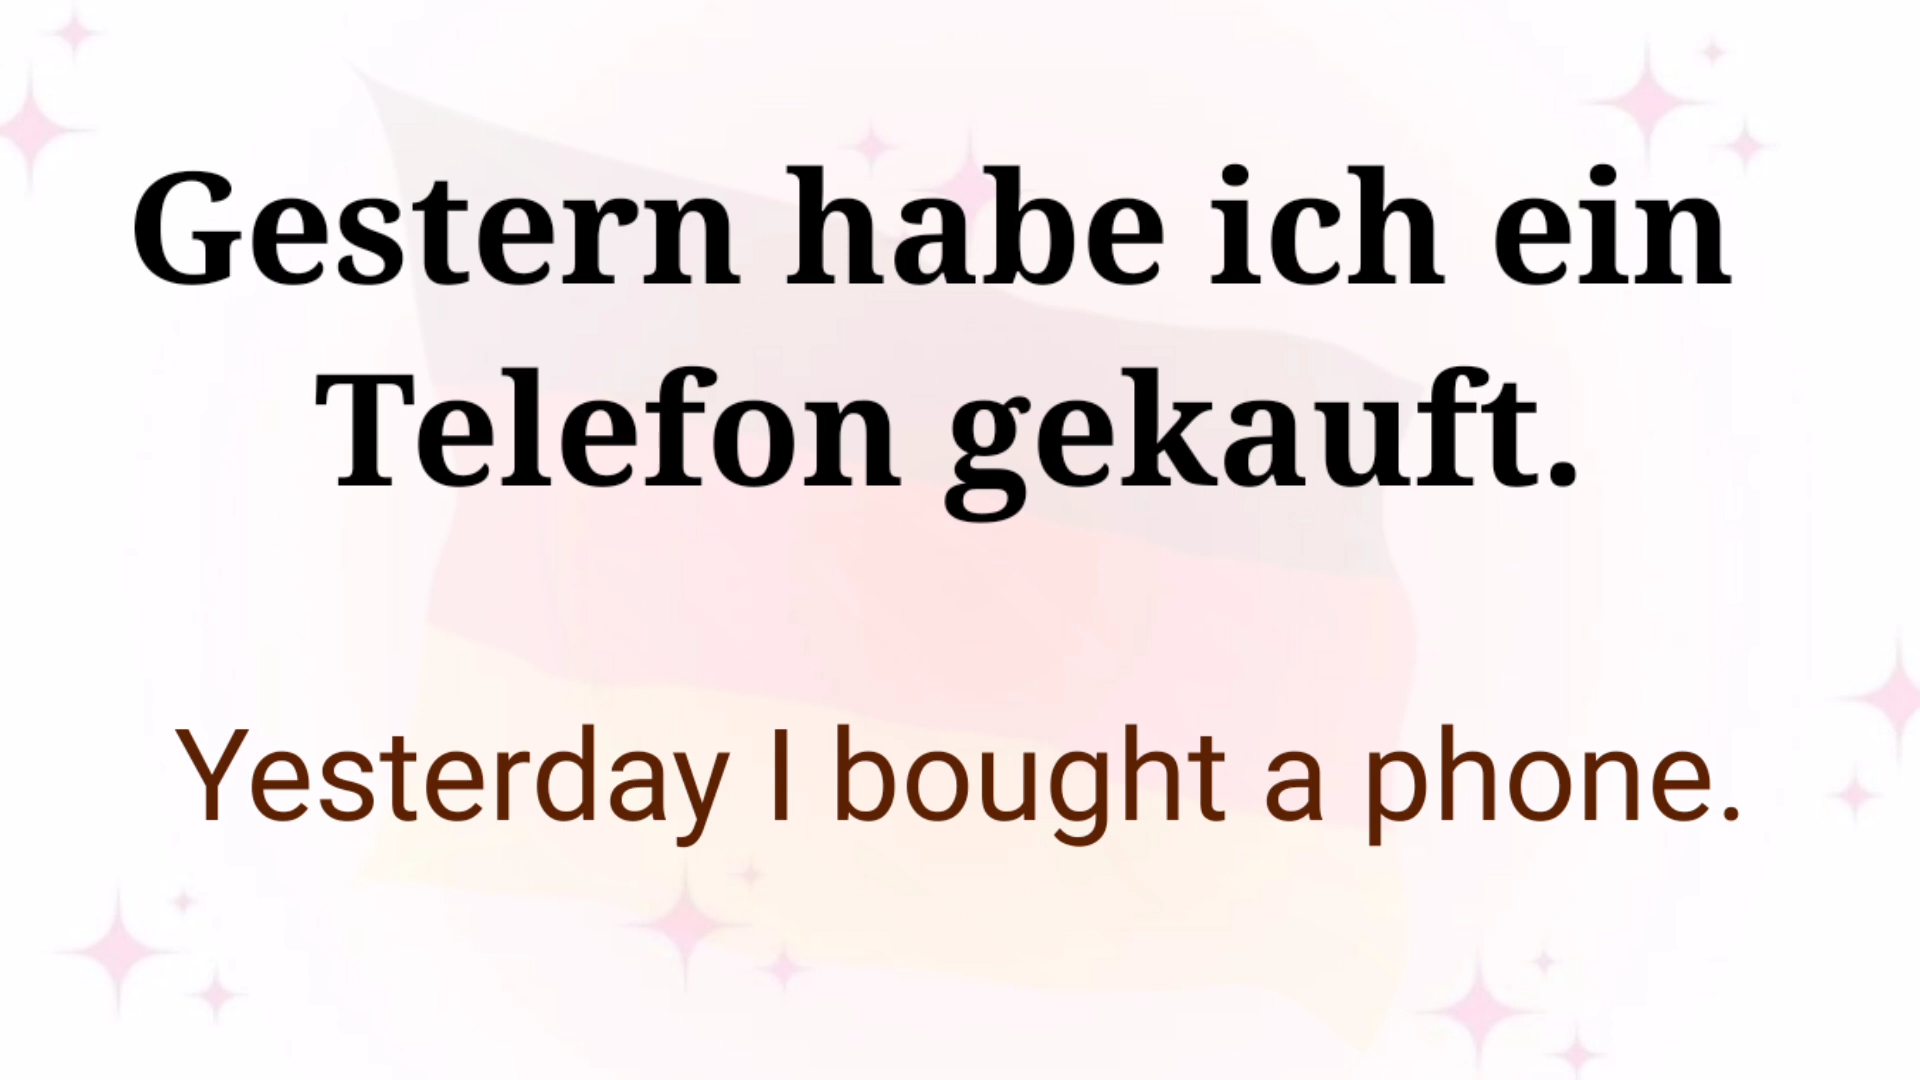 Gestern habe ich ein
Telefon gekauft.
Yesterday I bought a phone.